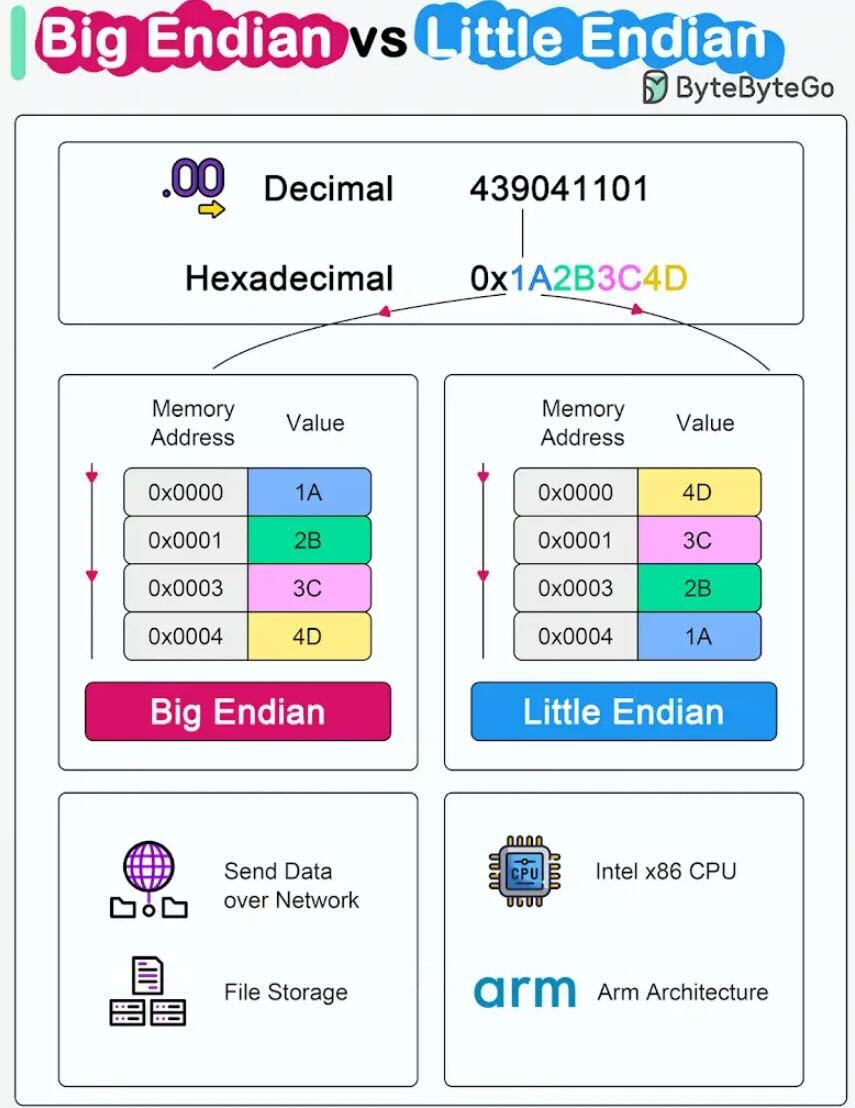 Big Endian vs Little Endian
ByteByteGo
.00 Decimal 439041101
Hexadecimal 0x1A2B3C4D
Memory Address Value
0x0000 1A
0x0001 2B
0x0003 3C
0x0004 4D
Big Endian
Memory Address Value
0x0000 4D
0x0001 3C
0x0003 2B
0x0004 1A
Little Endian
Send Data
over Network
File Storage
CPU Intel x86 CPU
arm Arm Architecture